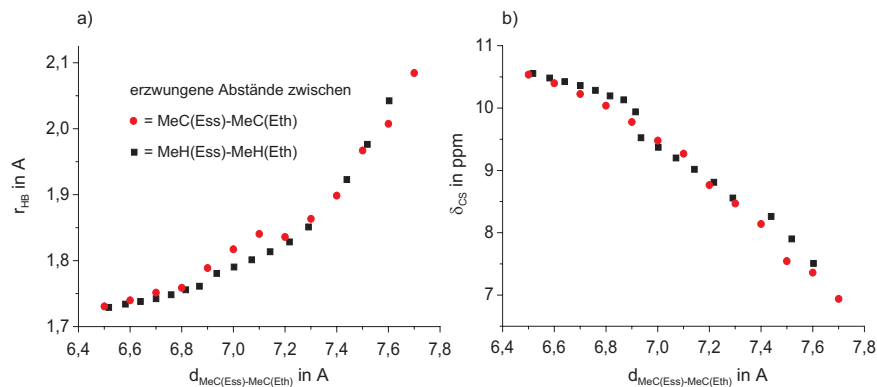 a)
2,1
2,0
1,9
1,8
1,7
r_HB in A
erzwungene Abstände zwischen
= MeC(Ess)-MeC(Eth)
= MeH(Ess)-MeH(Eth)
6,4 6,6 6,8 7,0 7,2 7,4 7,6 7,8
d_MeC(Ess)-MeC(Eth) in A
b)
11
10
9
8
7
δ_CS in ppm
6,4 6,6 6,8 7,0 7,2 7,4 7,6 7,8
d_MeC(Ess)-MeC(Eth) in A